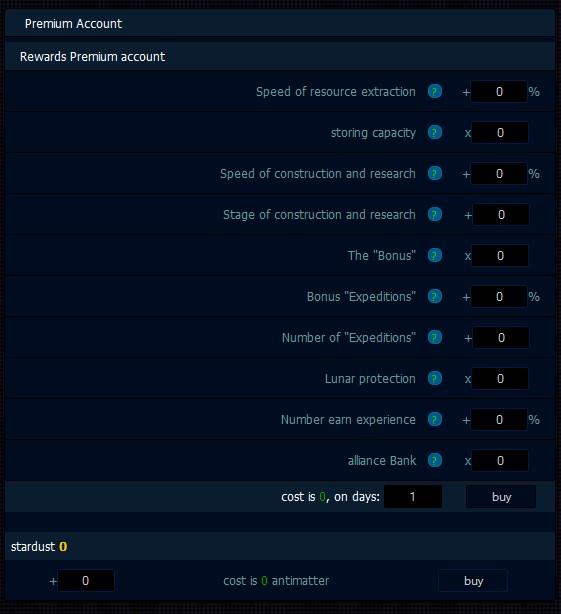 Premium Account
Rewards Premium account
Speed of resource extraction ? + 0 %
storing capacity ? x 0
Speed of construction and research ? + 0 %
Stage of construction and research ? + 0
The "Bonus" ? x 0
Bonus "Expeditions" ? + 0 %
Number of "Expeditions" ? + 0
Lunar protection ? x 0
Number earn experience ? + 0 %
alliance Bank ? x 0
cost is 0, on days: 1 buy
stardust 0
+ 0 cost is 0 antimatter buy